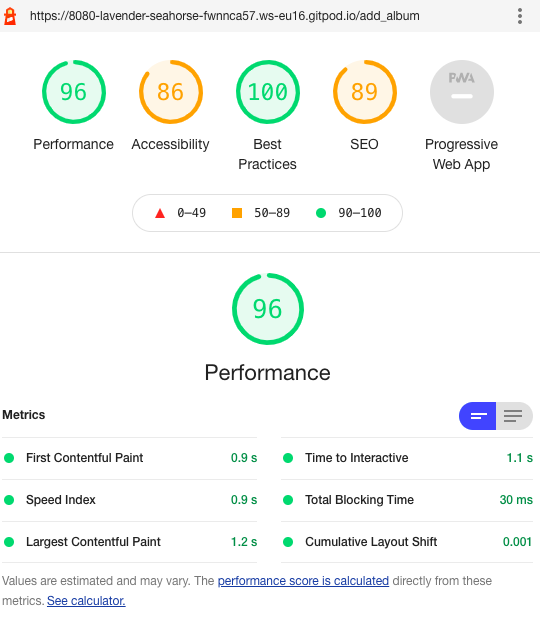 https://8080-lavender-seahorse-fwnnca57.ws-eu16.gitpod.io/add_album
96 86 100 89 PWA
Performance Accessibility Best Practices SEO Progressive Web App
0–49 50–89 90–100
96
Performance
Metrics
First Contentful Paint 0.9 s Time to Interactive 1.1 s
Speed Index 0.9 s Total Blocking Time 30 ms
Largest Contentful Paint 1.2 s Cumulative Layout Shift 0.001
Values are estimated and may vary. The performance score is calculated directly from these
metrics. See calculator.